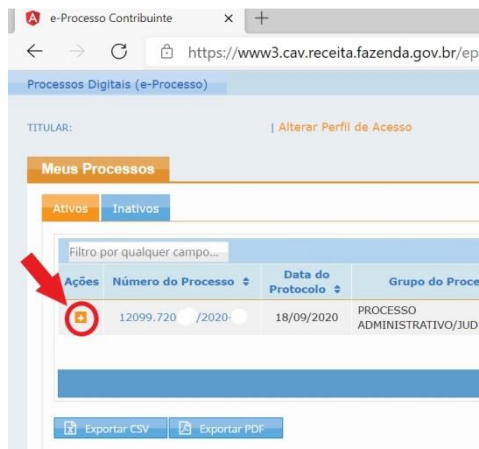 e-Processo Contribuinte
https://www3.cav.receita.fazenda.gov.br/ep
Processos Digitais (e-Processo)
TITULAR: | Alterar Perfil de Acesso
Meus Processos
Ativos Inativos
Filtro por qualquer campo...
Ações Número do Processo Data do Protocolo Grupo do Proce
12099.720 /2020- 18/09/2020 PROCESSO
ADMINISTRATIVO/JUD
Exportar CSV Exportar PDF